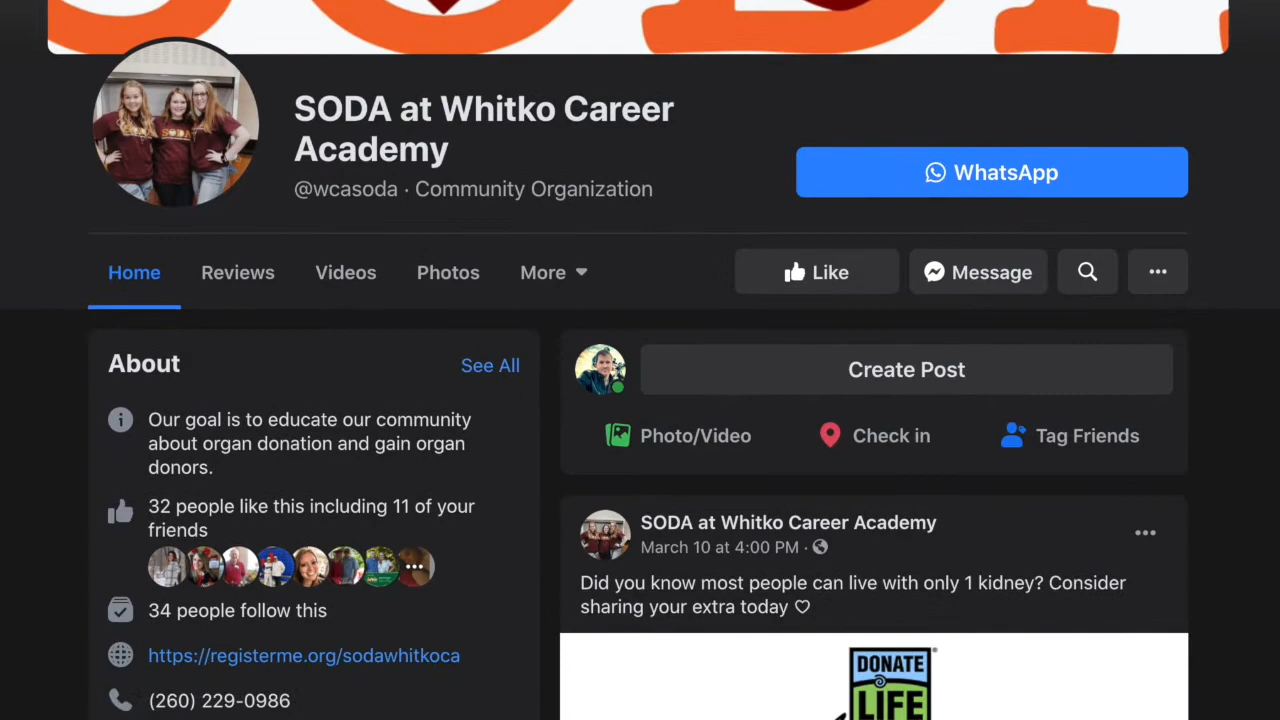 SODA
SODA at Whitko Career
Academy
@wcasoda · Community Organization
WhatsApp
Home
Reviews
Videos
Photos
More
Like
Message
About
See All
Our goal is to educate our community
about organ donation and gain organ
donors.
32 people like this including 11 of your
friends
34 people follow this
https://registerme.org/sodawhitkoca
(260) 229-0986
Create Post
Photo/Video
Check in
Tag Friends
SODA at Whitko Career Academy
March 10 at 4:00 PM ·
Did you know most people can live with only 1 kidney? Consider
sharing your extra today ♡
DONATE
LIFE